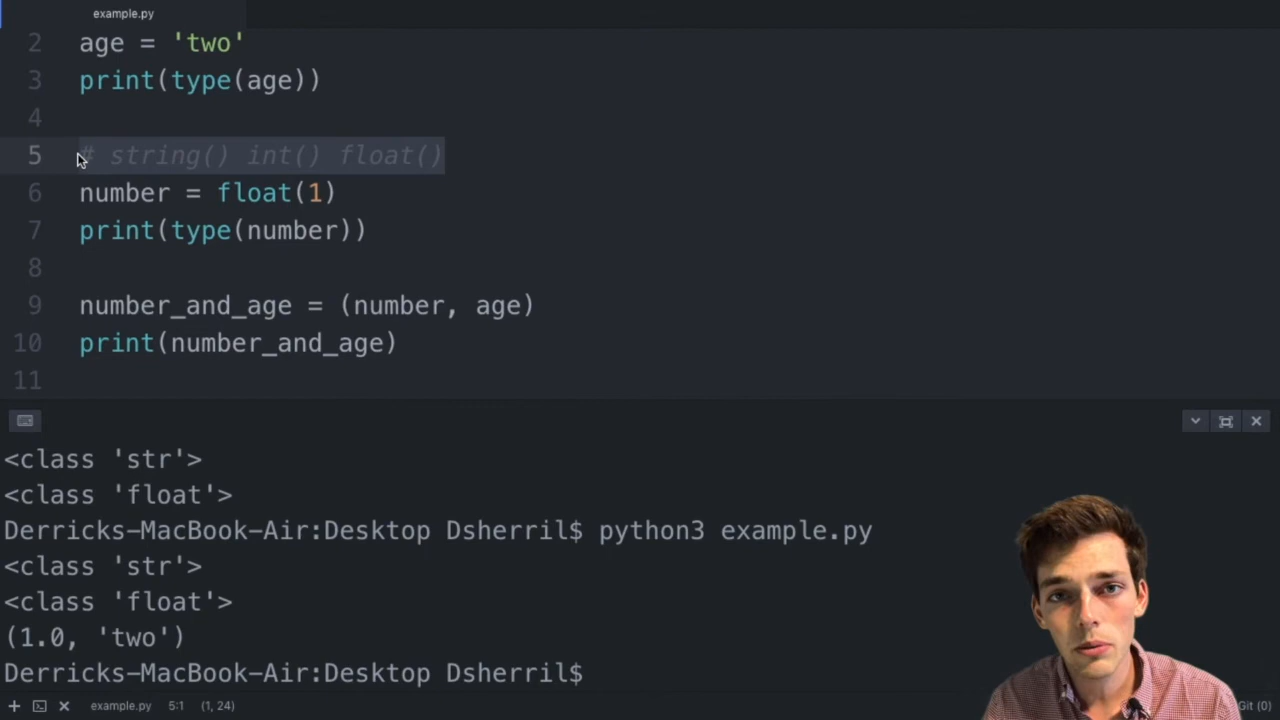 example.py
2 age = 'two'
3 print(type(age))
4
5 # string() int() float()
6 number = float(1)
7 print(type(number))
8
9 number_and_age = (number, age)
10 print(number_and_age)
11
<class 'str'>
<class 'float'>
Derricks-MacBook-Air:Desktop Dsherril$ python3 example.py
<class 'str'>
<class 'float'>
(1.0, 'two')
Derricks-MacBook-Air:Desktop Dsherril$
example.py 5:1 (1, 24) Git (0)